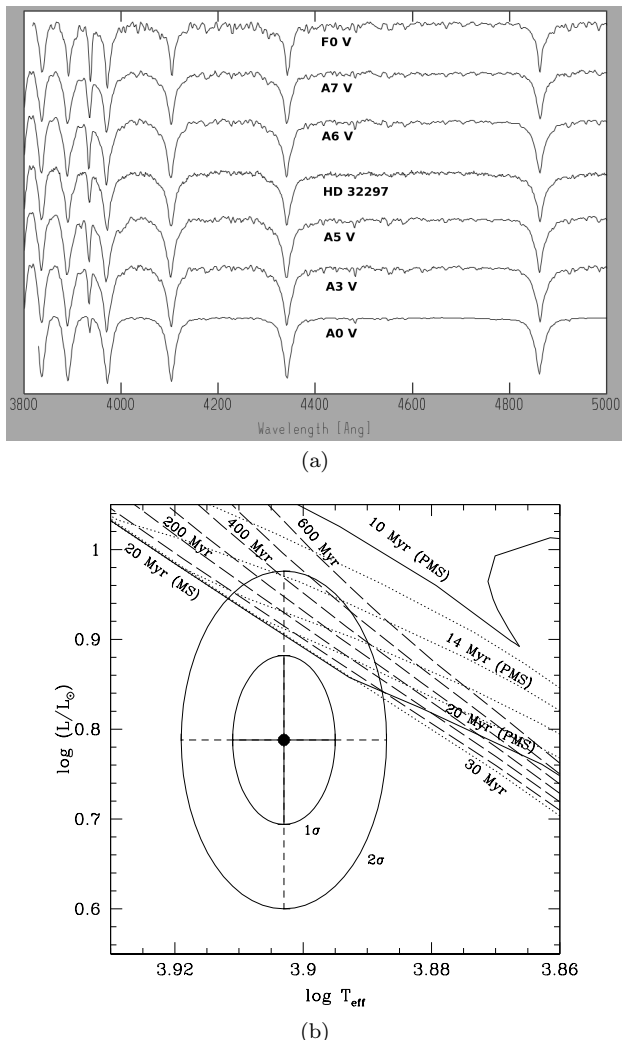 F0 V
A7 V
A6 V
HD 32297
A5 V
A3 V
A0 V
3800 4000 4200 4400 4600 4800 5000
Wavelength [Ang]
(a)
10 Myr (PMS)
600 Myr
400 Myr
200 Myr
20 Myr (MS)
14 Myr (PMS)
20 Myr (PMS)
30 Myr
1σ
2σ
1
0.9
0.8
0.7
0.6
log (L/L☉)
3.92 3.9 3.88 3.86
log T_eff
(b)